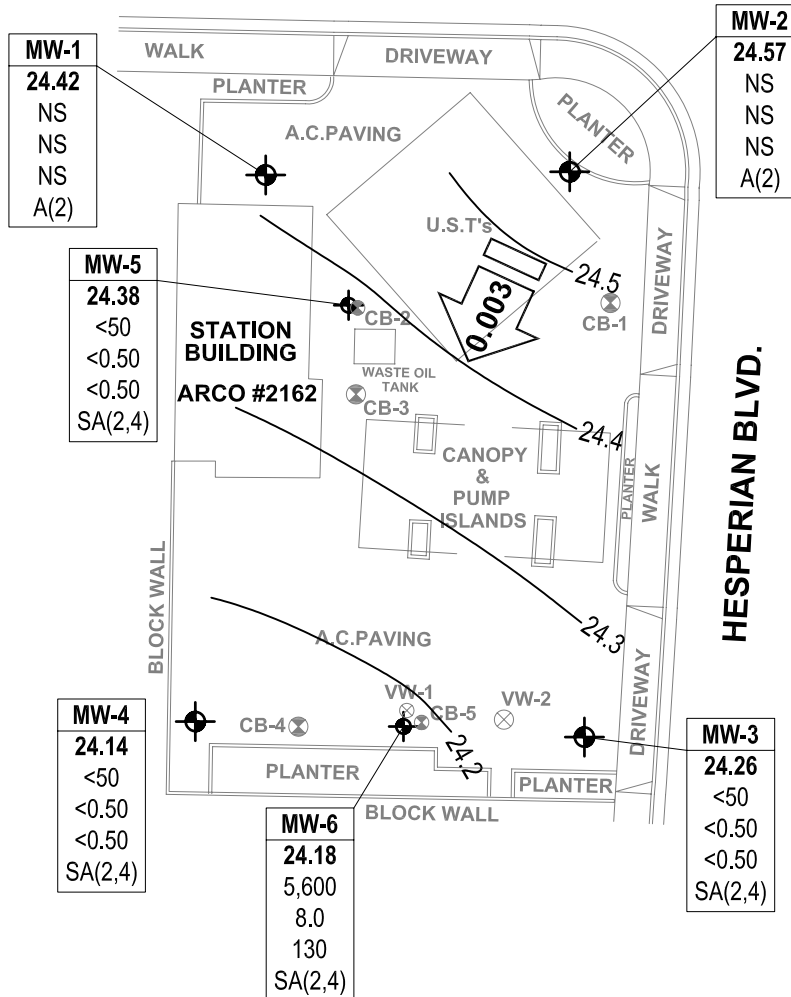 MW-1
24.42
NS
NS
NS
A(2)
MW-2
24.57
NS
NS
NS
A(2)
WALK
DRIVEWAY
PLANTER
A.C.PAVING
PLANTER
U.S.T's
24.5
0.003
CB-1
DRIVEWAY
MW-5
24.38
<50
<0.50
<0.50
SA(2,4)
CB-2
STATION
BUILDING
ARCO #2162
WASTE OIL
TANK
CB-3
24.4
CANOPY
&
PUMP
ISLANDS
PLANTER
WALK
HESPERIAN BLVD.
BLOCK WALL
24.3
A.C.PAVING
DRIVEWAY
VW-1
VW-2
CB-4
CB-5
24.2
MW-4
24.14
<50
<0.50
<0.50
SA(2,4)
MW-3
24.26
<50
<0.50
<0.50
SA(2,4)
PLANTER
PLANTER
BLOCK WALL
MW-6
24.18
5,600
8.0
130
SA(2,4)